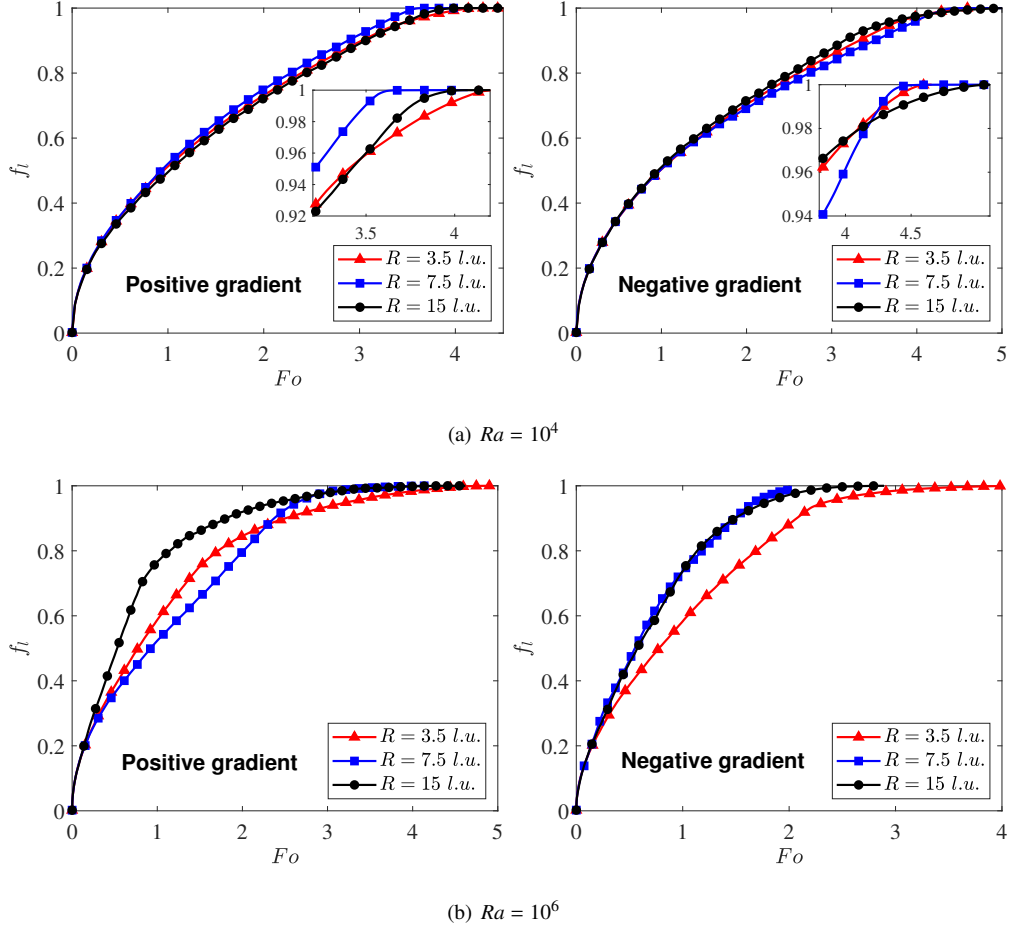 1
0.8
0.6
0.4
0.2
0
f_l
0 1 2 3 4
Fo
1
0.98
0.96
0.94
0.92
3.5 4
Positive gradient
R = 3.5 l.u.
R = 7.5 l.u.
R = 15 l.u.
1
0.8
0.6
0.4
0.2
0
f_l
0 1 2 3 4 5
Fo
1
0.98
0.96
0.94
4 4.5
Negative gradient
R = 3.5 l.u.
R = 7.5 l.u.
R = 15 l.u.
(a) Ra = 10⁴
1
0.8
0.6
0.4
0.2
0
f_l
0 1 2 3 4 5
Fo
Positive gradient
R = 3.5 l.u.
R = 7.5 l.u.
R = 15 l.u.
1
0.8
0.6
0.4
0.2
0
f_l
0 1 2 3 4
Fo
Negative gradient
R = 3.5 l.u.
R = 7.5 l.u.
R = 15 l.u.
(b) Ra = 10⁶